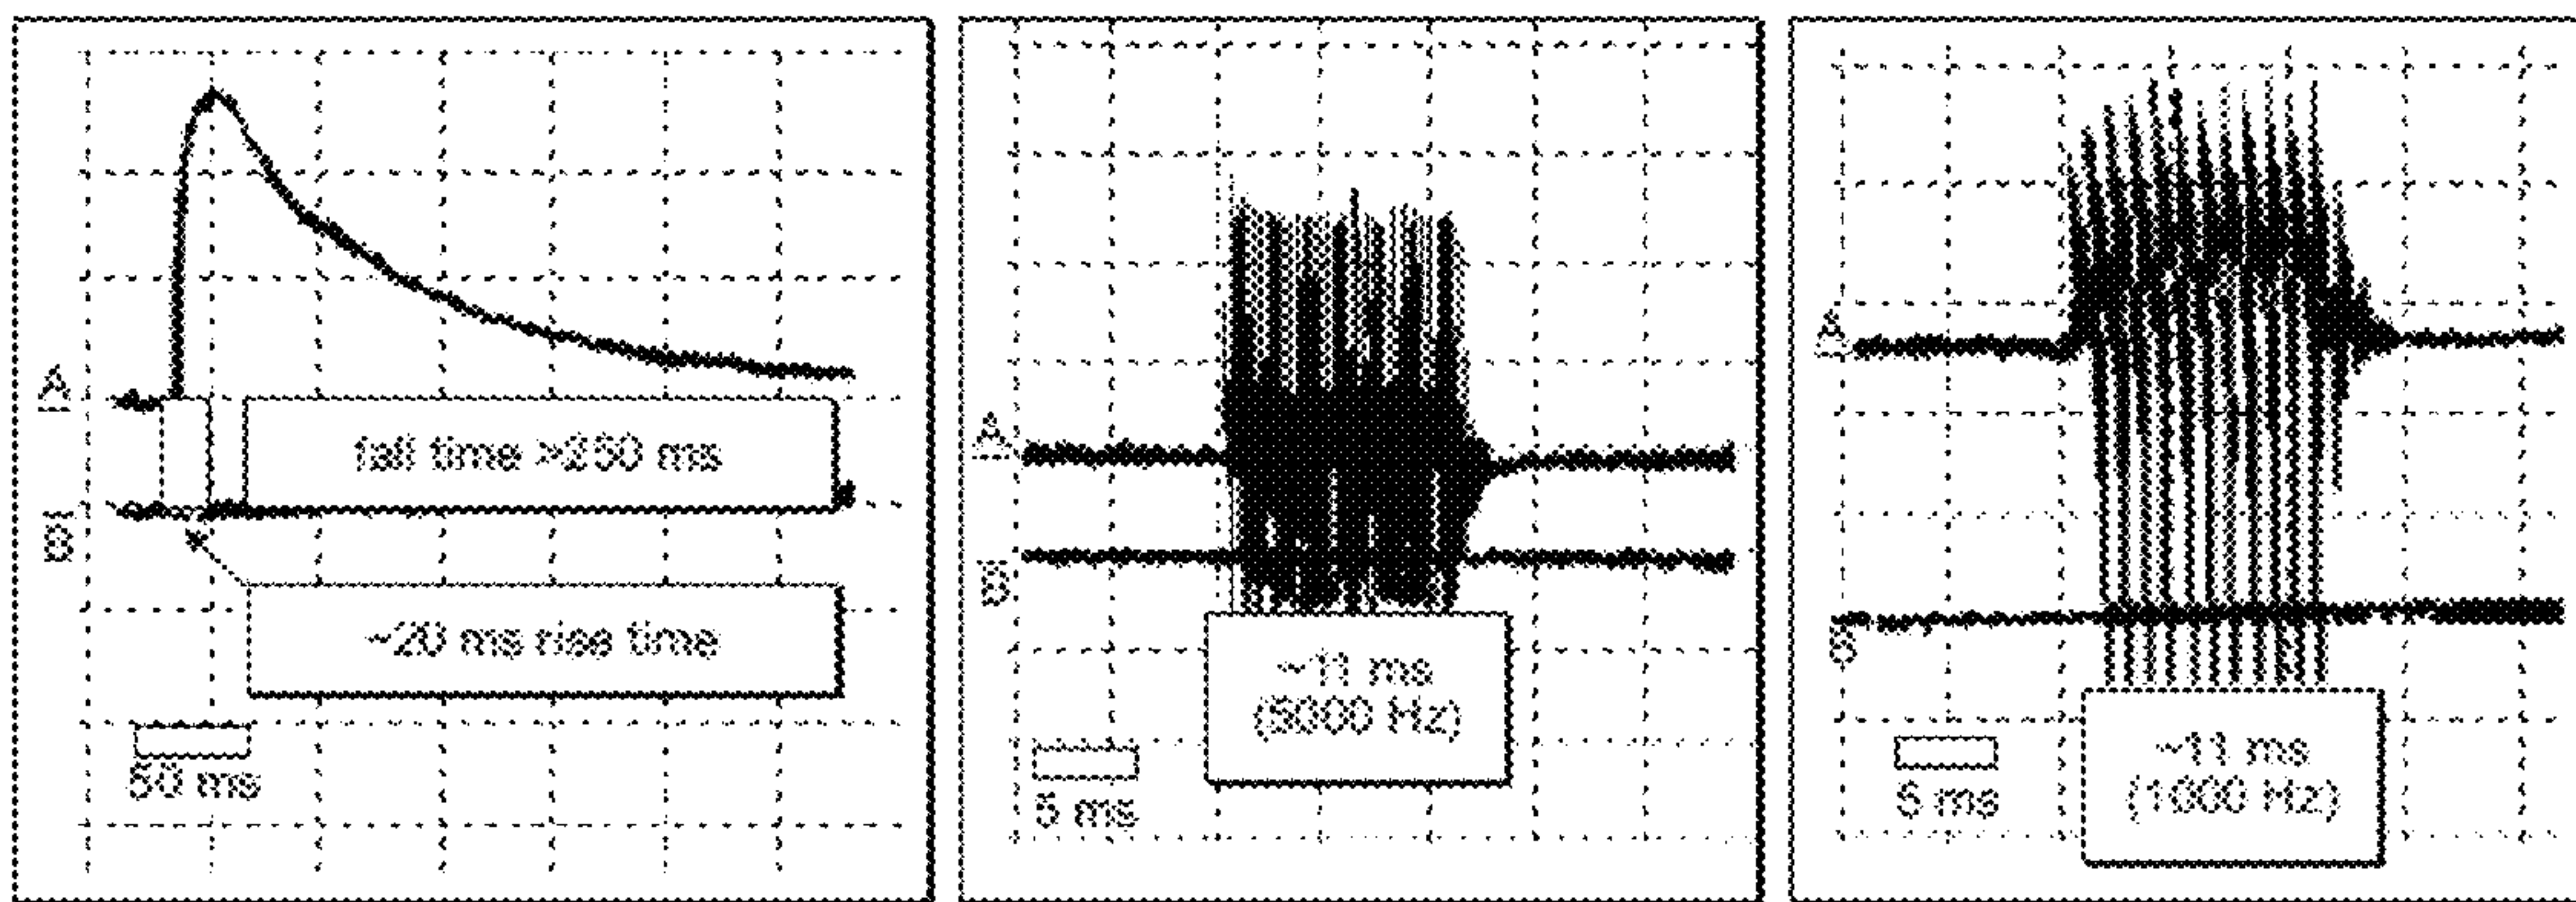 A
fall time >250 ms
B
~20 ms rise time
50 ms
A
B
~11 ms
(5000 Hz)
5 ms
A
B
~11 ms
(1000 Hz)
5 ms